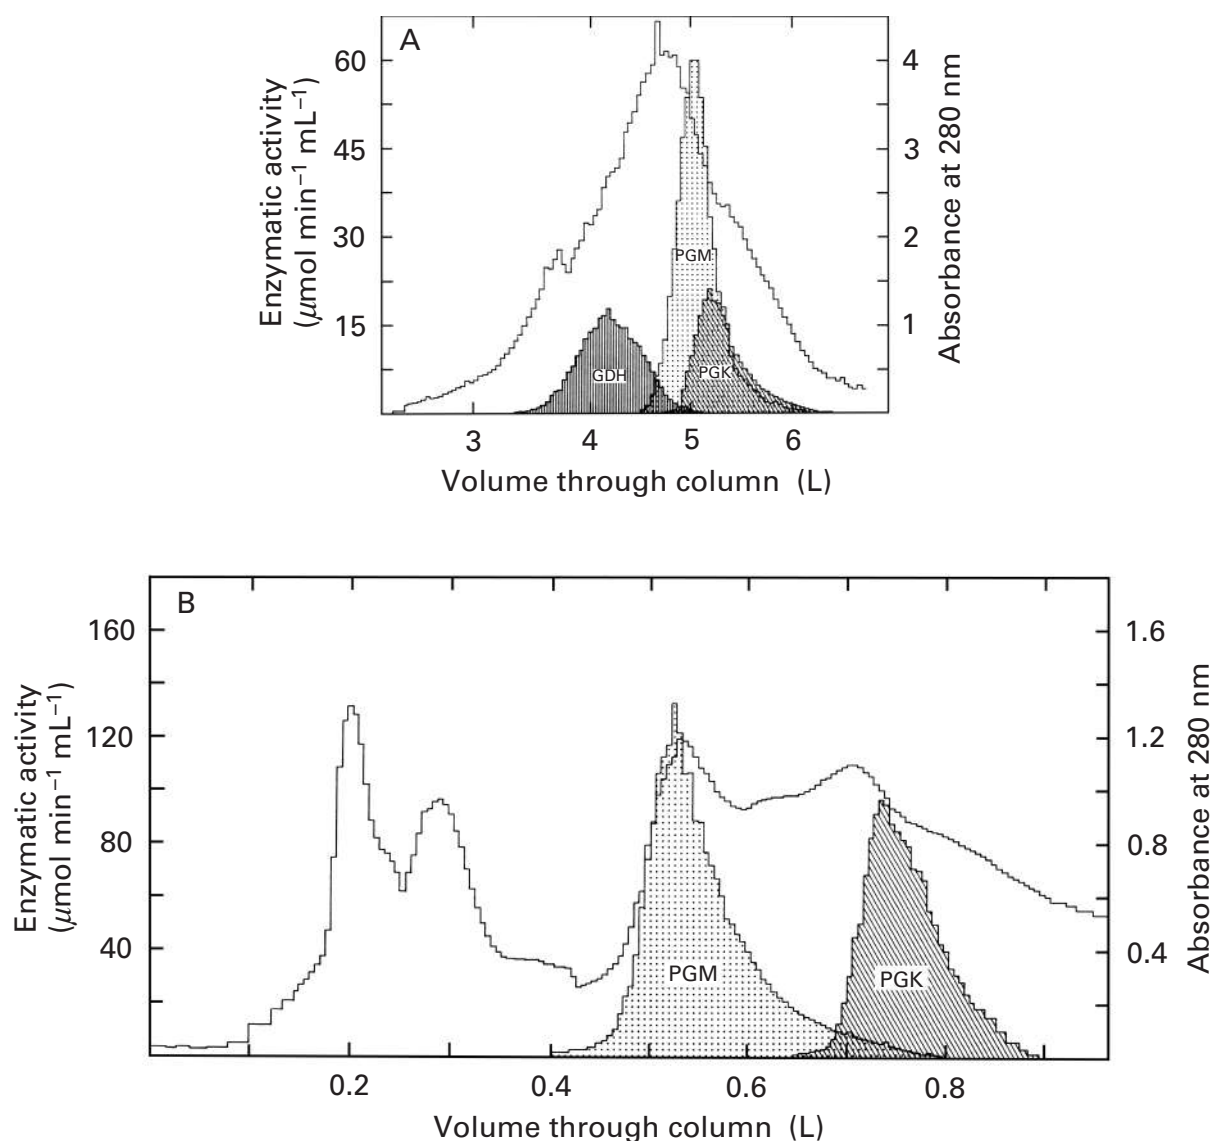 A
Enzymatic activity
(μmol min⁻¹ mL⁻¹)
60
45
30
15
4
3
2
1
Absorbance at 280 nm
PGM
GDH
PGK
3 4 5 6
Volume through column (L)
B
Enzymatic activity
(μmol min⁻¹ mL⁻¹)
160
120
80
40
1.6
1.2
0.8
0.4
Absorbance at 280 nm
PGM
PGK
0.2 0.4 0.6 0.8
Volume through column (L)